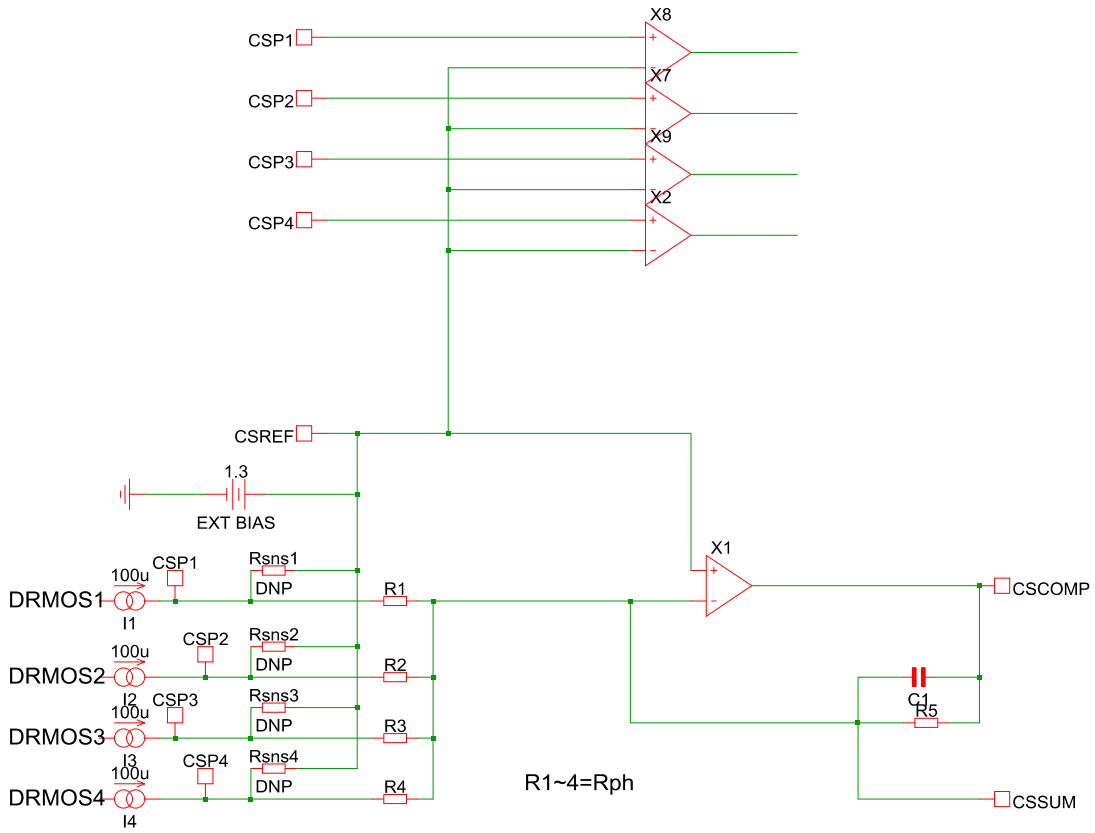 X8
CSP1
+
-
X7
CSP2
+
-
X9
CSP3
+
-
X2
CSP4
+
-
CSREF
1.3
EXT BIAS
X1
+
-
CSCOMP
100u
CSP1
Rsns1
DNP
R1
DRMOS1
I1
100u
CSP2
Rsns2
DNP
R2
DRMOS2
I2
100u
CSP3
Rsns3
DNP
R3
DRMOS3
I3
100u
CSP4
Rsns4
DNP
R4
DRMOS4
I4
C1
R5
R1~4=Rph
CSSUM